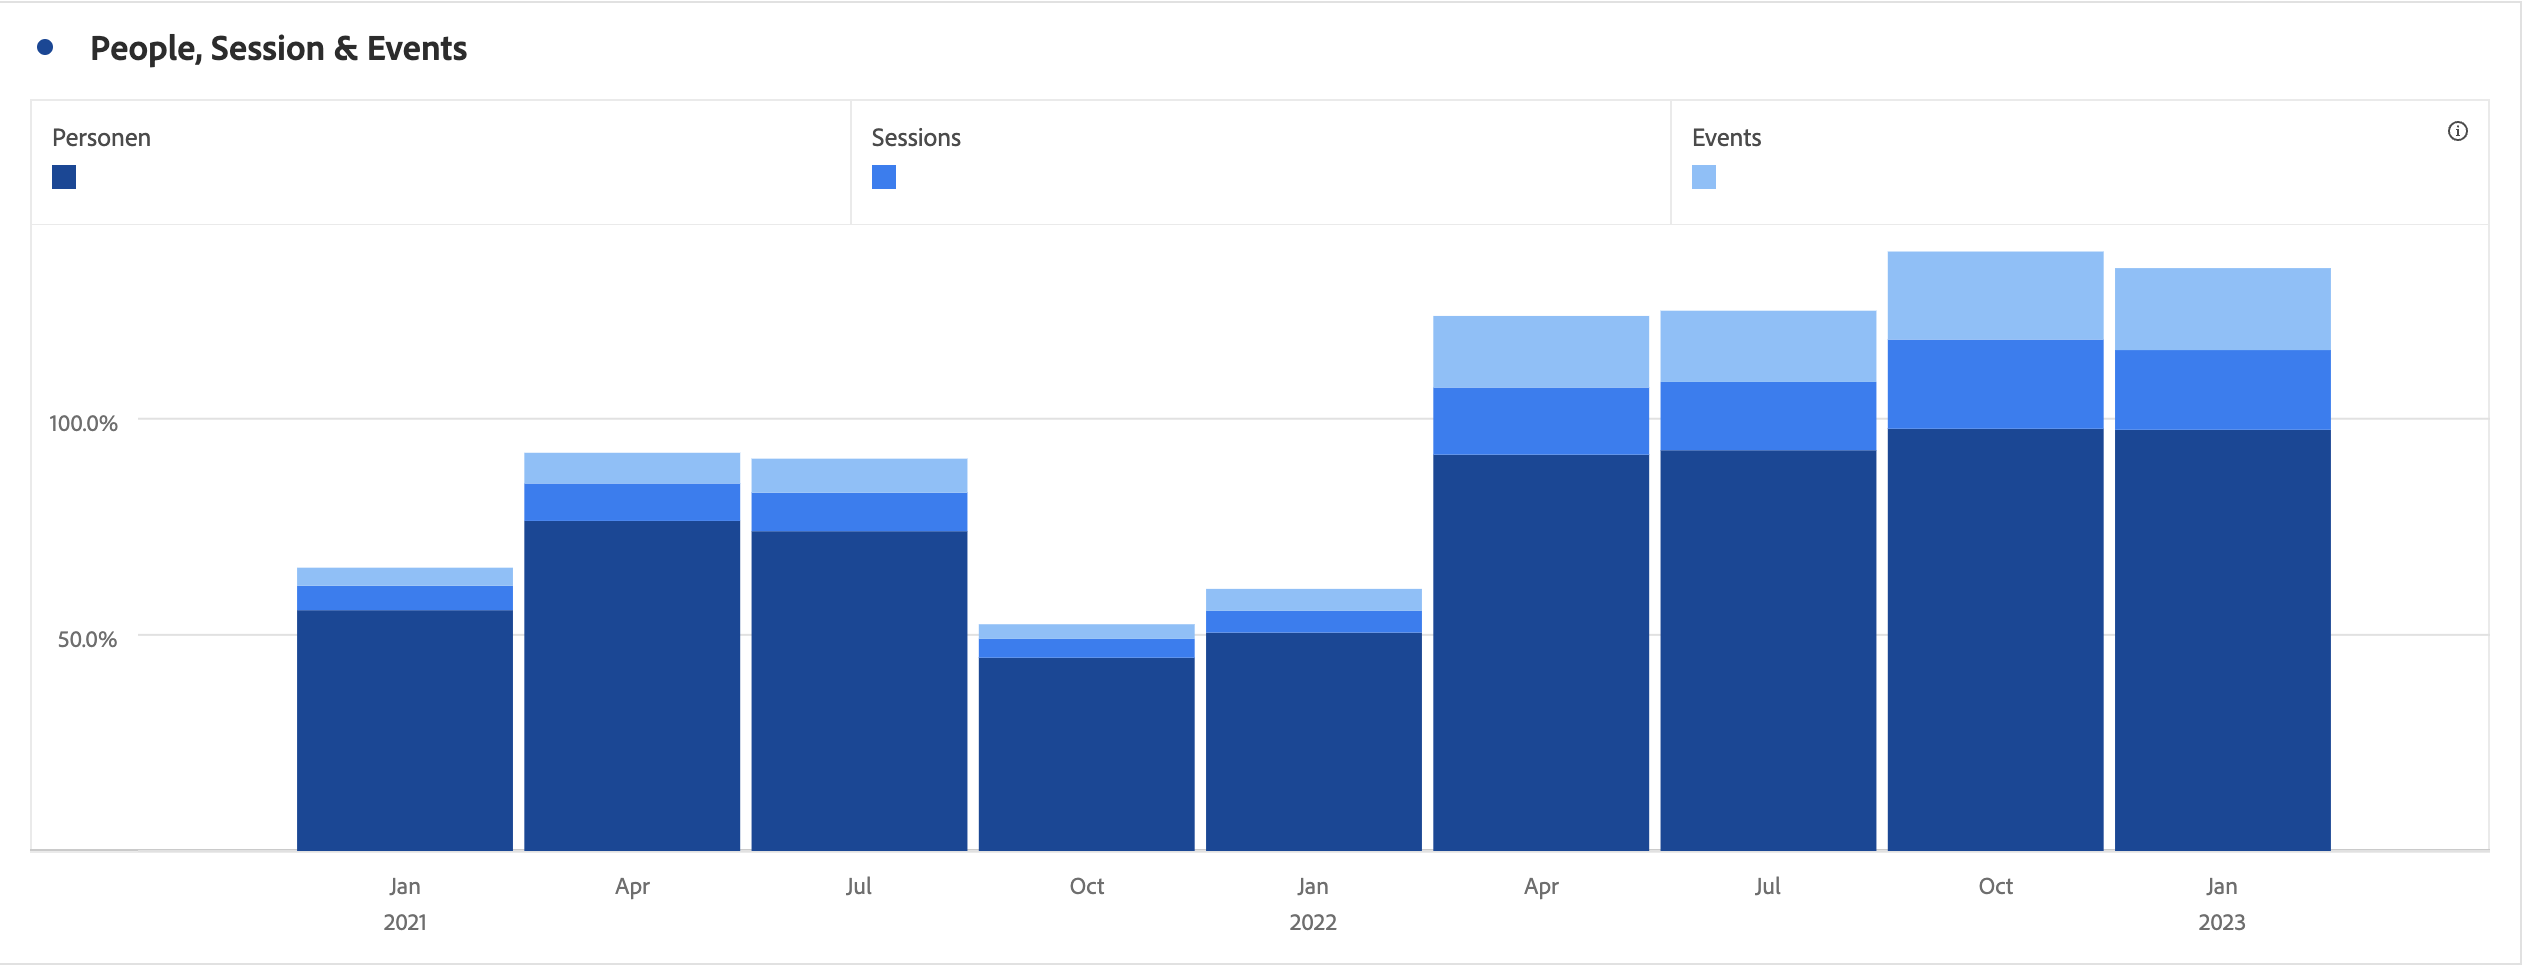 People, Session & Events
Personen
Sessions
Events
100.0%
50.0%
Jan
Apr
Jul
Oct
Jan
Apr
Jul
Oct
Jan
2021
2022
2023